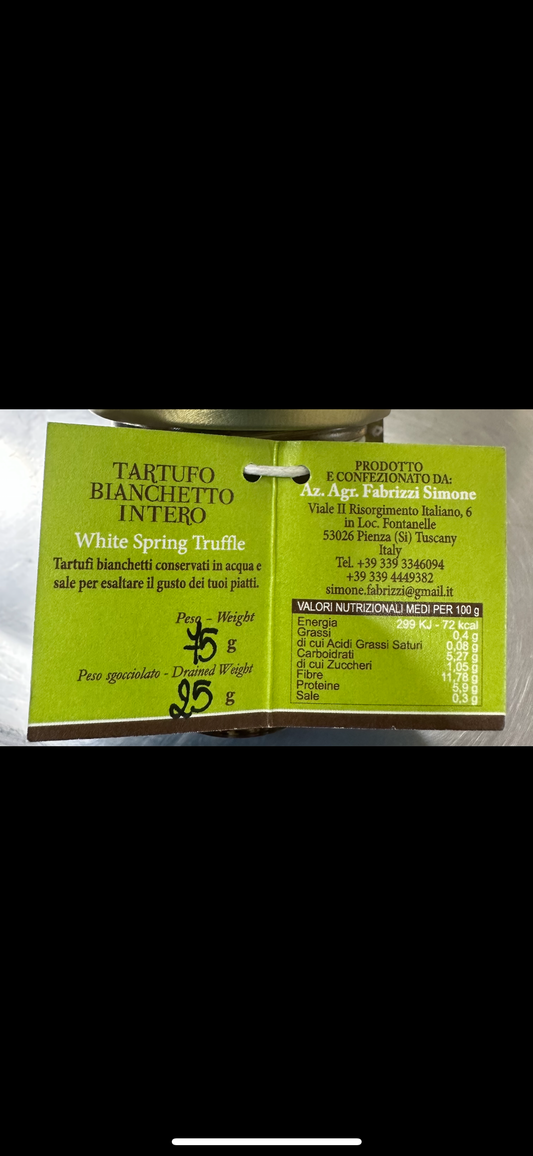 TARTUFO
BIANCHETTO
INTERO
White Spring Truffle
Tartufi bianchetti conservati in acqua e
sale per esaltare il gusto dei tuoi piatti.
Peso - Weight
75 g
Peso sgocciolato - Drained Weight
25 g
PRODOTTO
E CONFEZIONATO DA:
Az. Agr. Fabrizzi Simone
Viale II Risorgimento Italiano, 6
in Loc. Fontanelle
53026 Pienza (Si) Tuscany
Italy
Tel. +39 339 3346094
+39 339 4449382
simone.fabrizzi@gmail.it
VALORI NUTRIZIONALI MEDI PER 100 g
Energia 299 KJ - 72 kcal
Grassi 0,4 g
di cui Acidi Grassi Saturi 0,08 g
Carboidrati 5,27 g
di cui Zuccheri 1,05 g
Fibre 11,78 g
Proteine 5,9 g
Sale 0,3 g